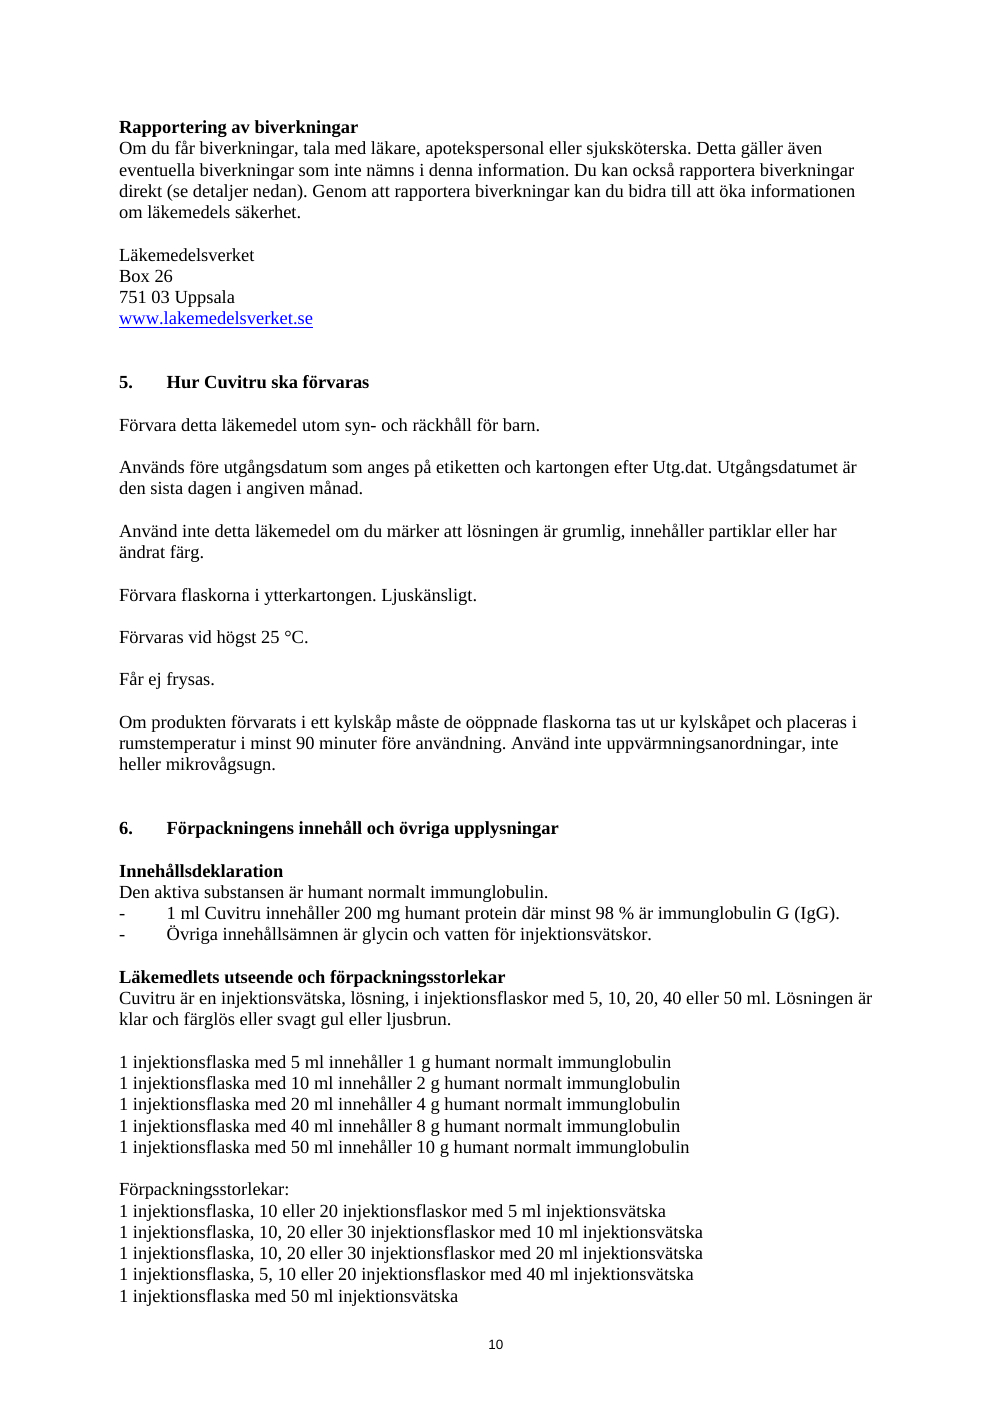 Rapportering av biverkningar
Om du får biverkningar, tala med läkare, apotekspersonal eller sjuksköterska. Detta gäller även
eventuella biverkningar som inte nämns i denna information. Du kan också rapportera biverkningar
direkt (se detaljer nedan). Genom att rapportera biverkningar kan du bidra till att öka informationen
om läkemedels säkerhet.
Läkemedelsverket
Box 26
751 03 Uppsala
www.lakemedelsverket.se
5. Hur Cuvitru ska förvaras
Förvara detta läkemedel utom syn- och räckhåll för barn.
Används före utgångsdatum som anges på etiketten och kartongen efter Utg.dat. Utgångsdatumet är
den sista dagen i angiven månad.
Använd inte detta läkemedel om du märker att lösningen är grumlig, innehåller partiklar eller har
ändrat färg.
Förvara flaskorna i ytterkartongen. Ljuskänsligt.
Förvaras vid högst 25 °C.
Får ej frysas.
Om produkten förvarats i ett kylskåp måste de oöppnade flaskorna tas ut ur kylskåpet och placeras i
rumstemperatur i minst 90 minuter före användning. Använd inte uppvärmningsanordningar, inte
heller mikrovågsugn.
6. Förpackningens innehåll och övriga upplysningar
Innehållsdeklaration
Den aktiva substansen är humant normalt immunglobulin.
- 1 ml Cuvitru innehåller 200 mg humant protein där minst 98 % är immunglobulin G (IgG).
- Övriga innehållsämnen är glycin och vatten för injektionsvätskor.
Läkemedlets utseende och förpackningsstorlekar
Cuvitru är en injektionsvätska, lösning, i injektionsflaskor med 5, 10, 20, 40 eller 50 ml. Lösningen är
klar och färglös eller svagt gul eller ljusbrun.
1 injektionsflaska med 5 ml innehåller 1 g humant normalt immunglobulin
1 injektionsflaska med 10 ml innehåller 2 g humant normalt immunglobulin
1 injektionsflaska med 20 ml innehåller 4 g humant normalt immunglobulin
1 injektionsflaska med 40 ml innehåller 8 g humant normalt immunglobulin
1 injektionsflaska med 50 ml innehåller 10 g humant normalt immunglobulin
Förpackningsstorlekar:
1 injektionsflaska, 10 eller 20 injektionsflaskor med 5 ml injektionsvätska
1 injektionsflaska, 10, 20 eller 30 injektionsflaskor med 10 ml injektionsvätska
1 injektionsflaska, 10, 20 eller 30 injektionsflaskor med 20 ml injektionsvätska
1 injektionsflaska, 5, 10 eller 20 injektionsflaskor med 40 ml injektionsvätska
1 injektionsflaska med 50 ml injektionsvätska
10